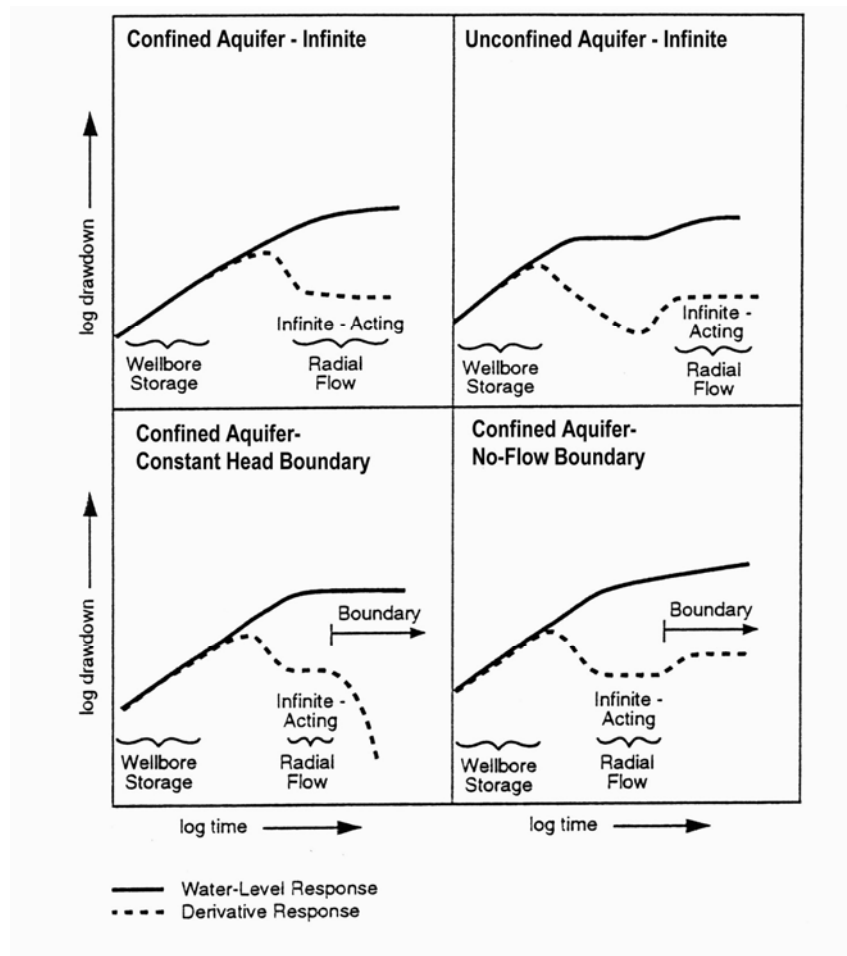 Confined Aquifer - Infinite
Unconfined Aquifer - Infinite
log drawdown
Wellbore
Storage
Infinite - Acting
Radial
Flow
Wellbore
Storage
Infinite -
Acting
Radial
Flow
Confined Aquifer-
Constant Head Boundary
Confined Aquifer-
No-Flow Boundary
log drawdown
Boundary
Infinite -
Acting
Wellbore
Storage
Radial
Flow
Boundary
Infinite -
Acting
Wellbore
Storage
Radial
Flow
log time
log time
Water-Level Response
Derivative Response